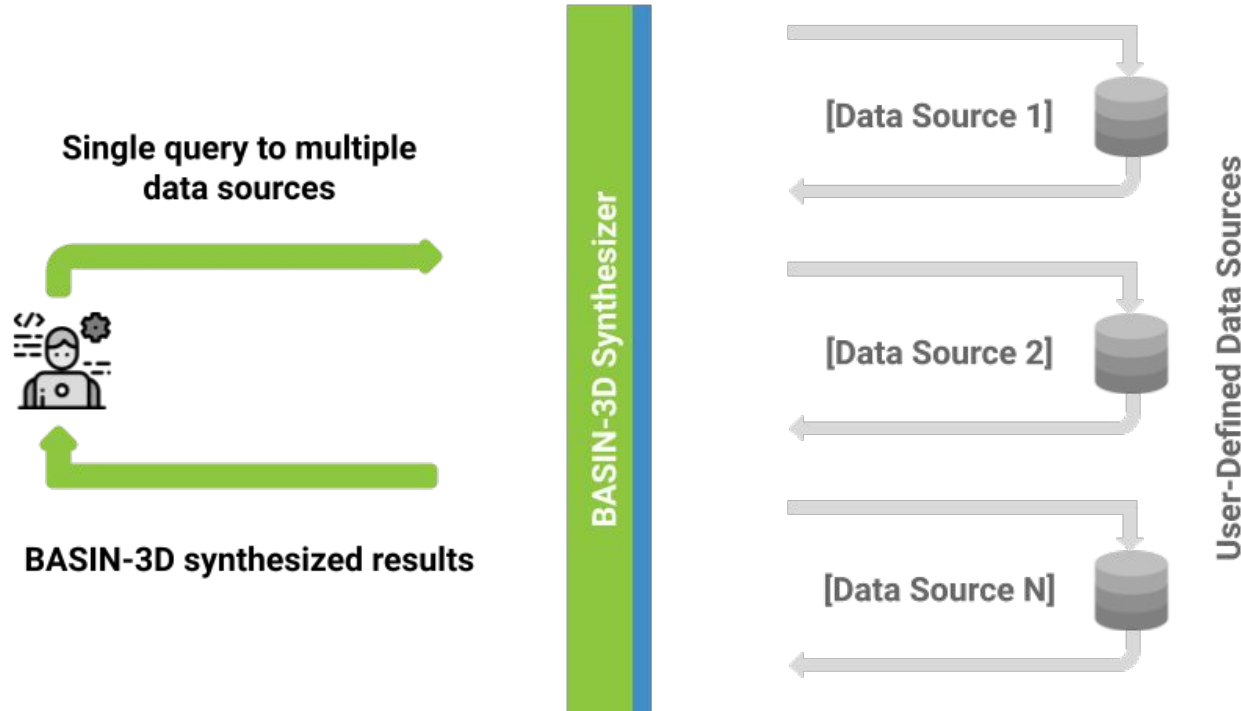 Single query to multiple
data sources
BASIN-3D synthesized results
</>
BASIN-3D Synthesizer
[Data Source 1]
[Data Source 2]
[Data Source N]
User-Defined Data Sources